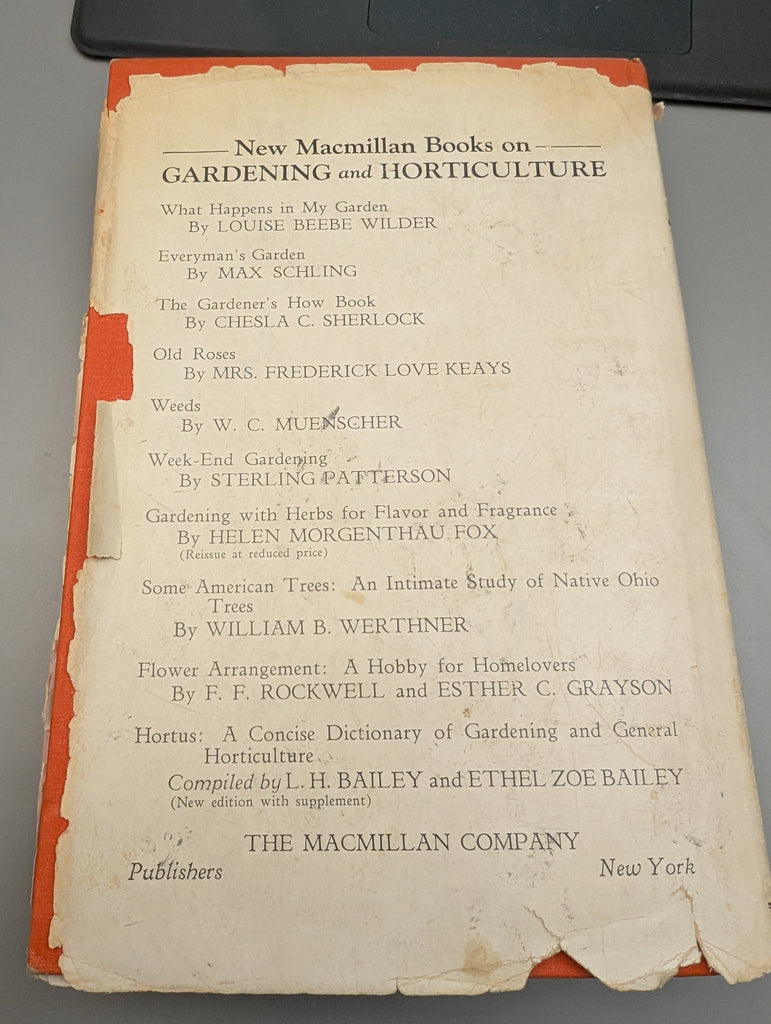 New Macmillan Books on
GARDENING and HORTICULTURE
What Happens in My Garden
By LOUISE BEEBE WILDER
Everyman's Garden
By MAX SCHLING
The Gardener's How Book
By CHESLA C. SHERLOCK
Old Roses
By MRS. FREDERICK LOVE KEAYS
Weeds
By W. C. MUENSCHER
Week-End Gardening
By STERLING PATTERSON
Gardening with Herbs for Flavor and Fragrance
By HELEN MORGENTHAU FOX
(Reissue at reduced price)
Some American Trees: An Intimate Study of Native Ohio
Trees
By WILLIAM B. WERTHNER
Flower Arrangement: A Hobby for Homelovers
By F. F. ROCKWELL and ESTHER C. GRAYSON
Hortus: A Concise Dictionary of Gardening and General
Horticulture
Compiled by L. H. BAILEY and ETHEL ZOE BAILEY
(New edition with supplement)
THE MACMILLAN COMPANY
Publishers New York